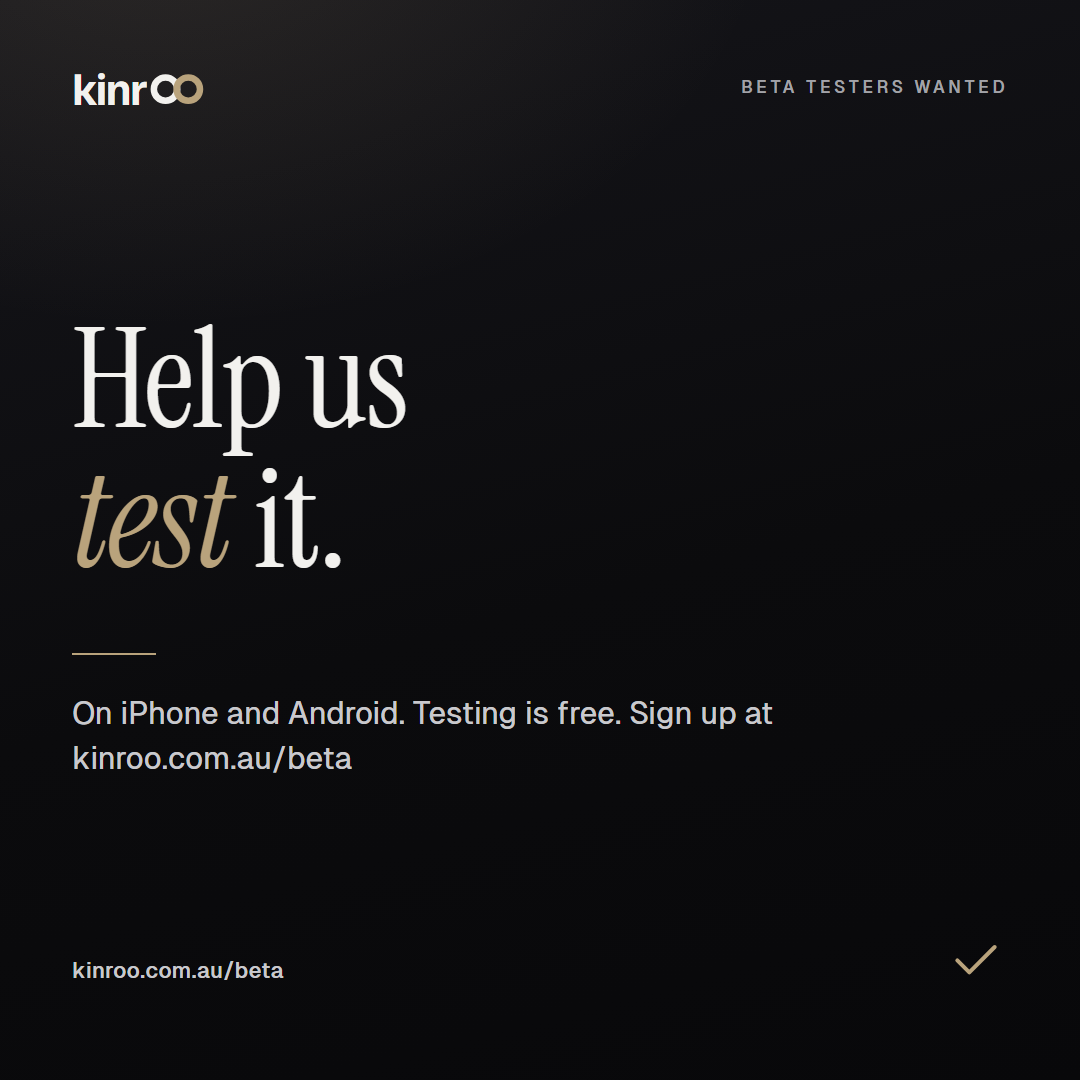 kinroo
BETA TESTERS WANTED
Help us
test it.
On iPhone and Android. Testing is free. Sign up at
kinroo.com.au/beta
kinroo.com.au/beta